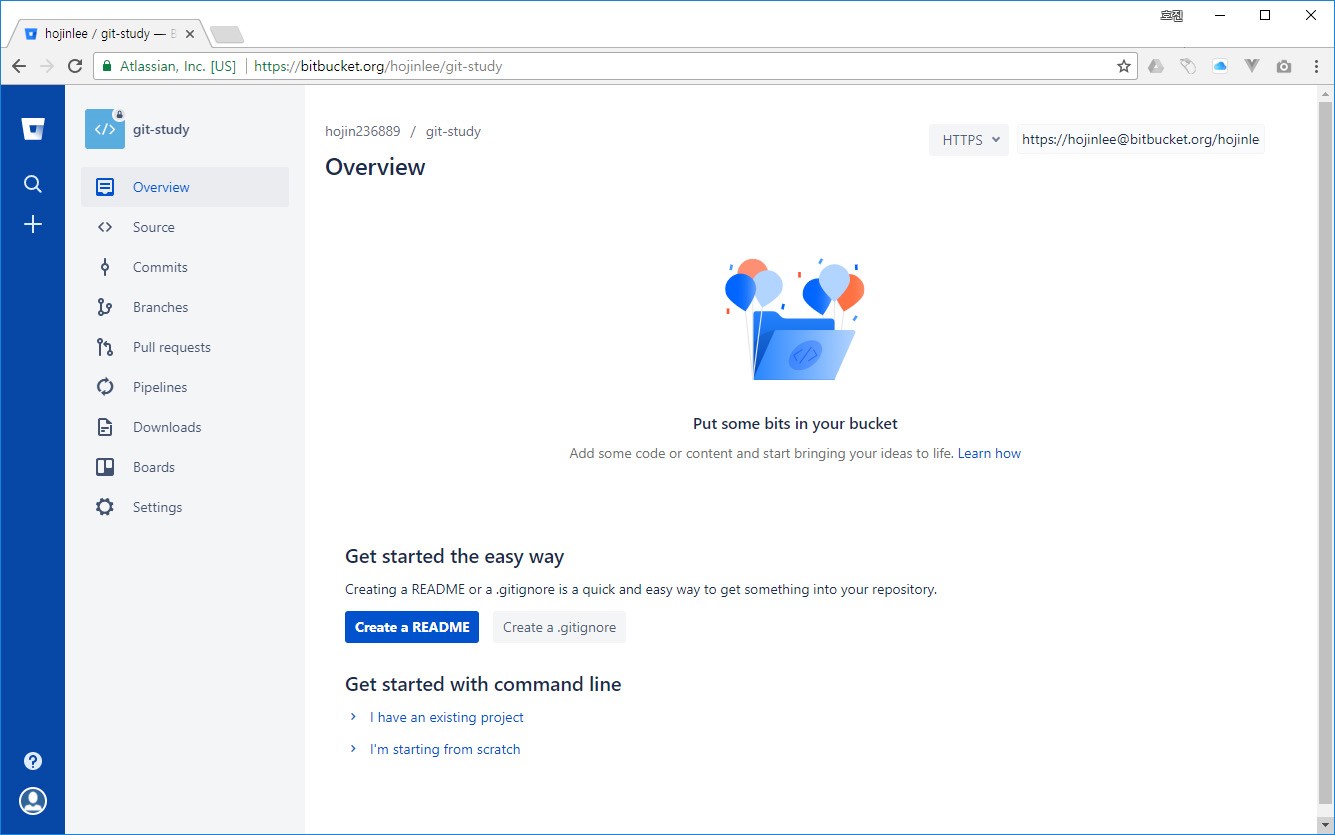 호젠
hojinlee / git-study — B
Atlassian, Inc. [US] https://bitbucket.org/hojinlee/git-study
git-study
Overview
Source
Commits
Branches
Pull requests
Pipelines
Downloads
Boards
Settings
hojin236889 / git-study
Overview
HTTPS
https://hojinlee@bitbucket.org/hojinle
</>
Put some bits in your bucket
Add some code or content and start bringing your ideas to life. Learn how
Get started the easy way
Creating a README or a .gitignore is a quick and easy way to get something into your repository.
Create a README
Create a .gitignore
Get started with command line
I have an existing project
I'm starting from scratch